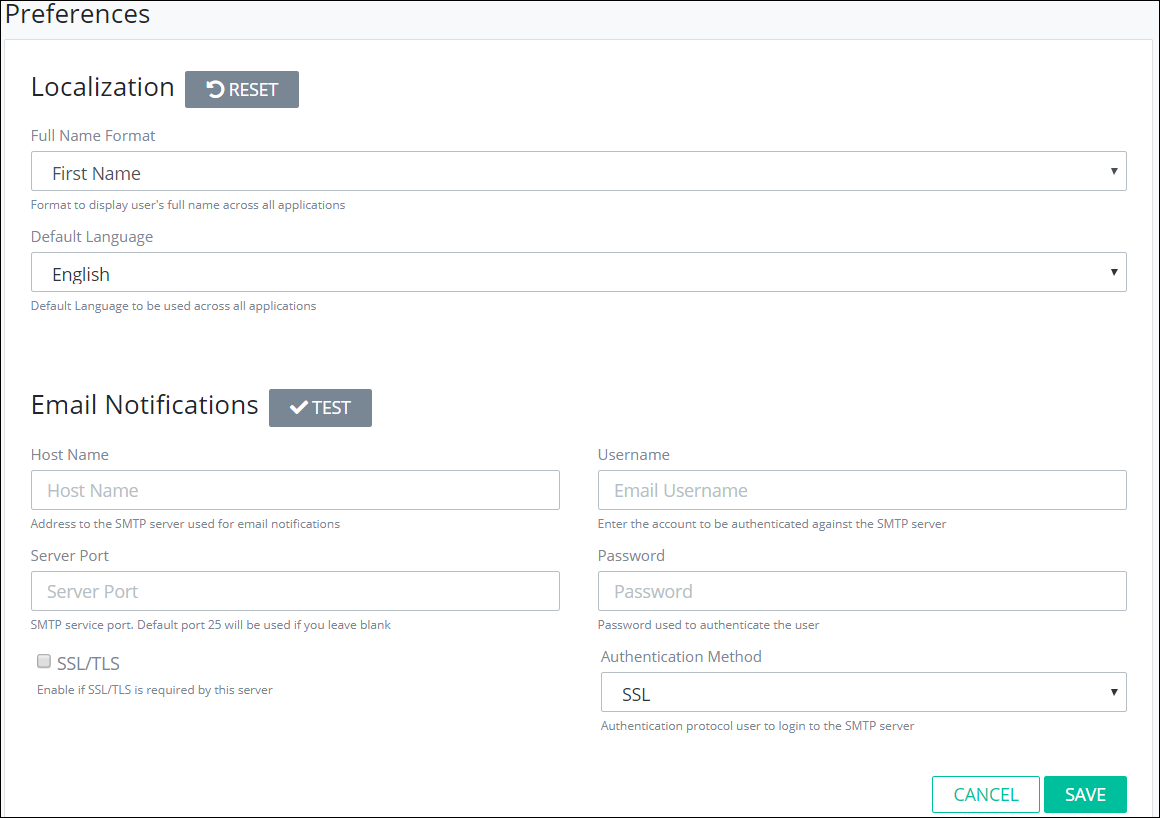 Preferences
Localization
RESET
Full Name Format
First Name
Format to display user's full name across all applications
Default Language
English
Default Language to be used across all applications
Email Notifications
TEST
Host Name
Host Name
Address to the SMTP server used for email notifications
Server Port
Server Port
SMTP service port. Default port 25 will be used if you leave blank
SSL/TLS
Enable if SSL/TLS is required by this server
Username
Email Username
Enter the account to be authenticated against the SMTP server
Password
Password
Password used to authenticate the user
Authentication Method
SSL
Authentication protocol user to login to the SMTP server
CANCEL
SAVE